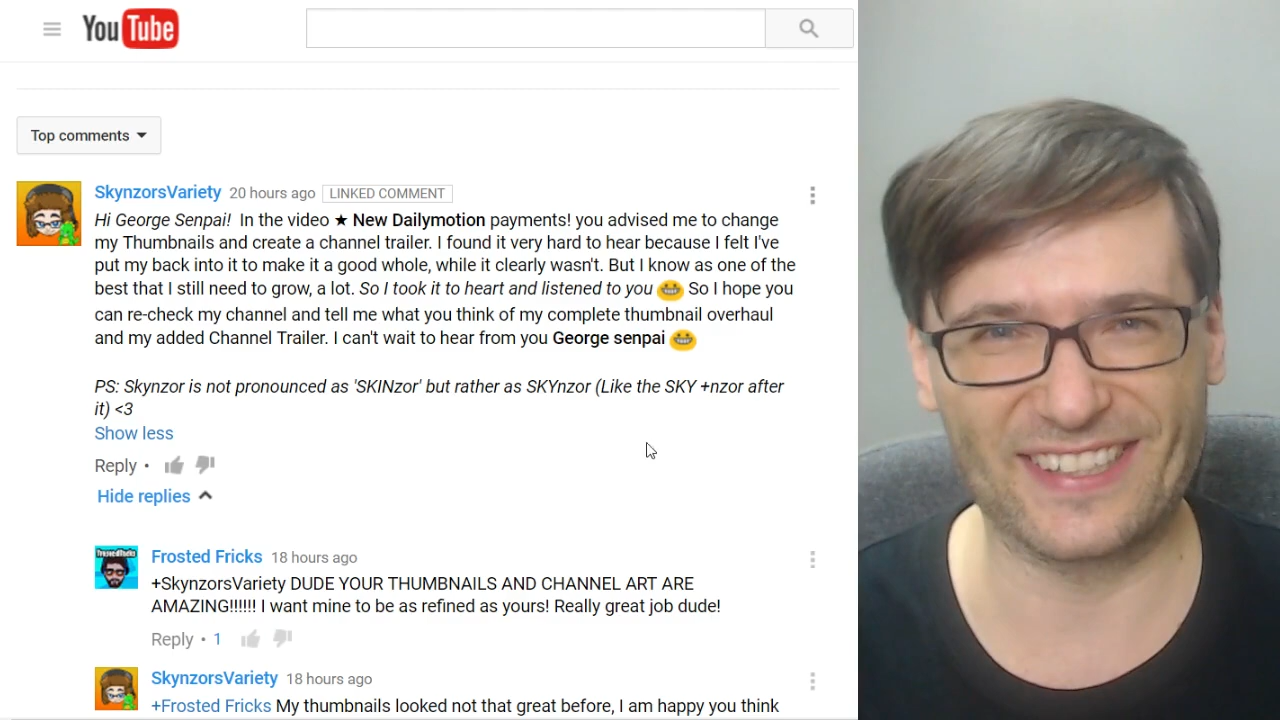 YouTube
Top comments
SkynzorsVariety 20 hours ago LINKED COMMENT
Hi George Senpai! In the video ★ New Dailymotion payments! you advised me to change
my Thumbnails and create a channel trailer. I found it very hard to hear because I felt I've
put my back into it to make it a good whole, while it clearly wasn't. But I know as one of the
best that I still need to grow, a lot. So I took it to heart and listened to you 😁 So I hope you
can re-check my channel and tell me what you think of my complete thumbnail overhaul
and my added Channel Trailer. I can't wait to hear from you George senpai 😁
PS: Skynzor is not pronounced as 'SKINzor' but rather as SKYnzor (Like the SKY +nzor after
it) <3
Show less
Reply •
Hide replies
Frosted Fricks 18 hours ago
+SkynzorsVariety DUDE YOUR THUMBNAILS AND CHANNEL ART ARE
AMAZING!!!!!! I want mine to be as refined as yours! Really great job dude!
Reply • 1
SkynzorsVariety 18 hours ago
+Frosted Fricks My thumbnails looked not that great before, I am happy you think